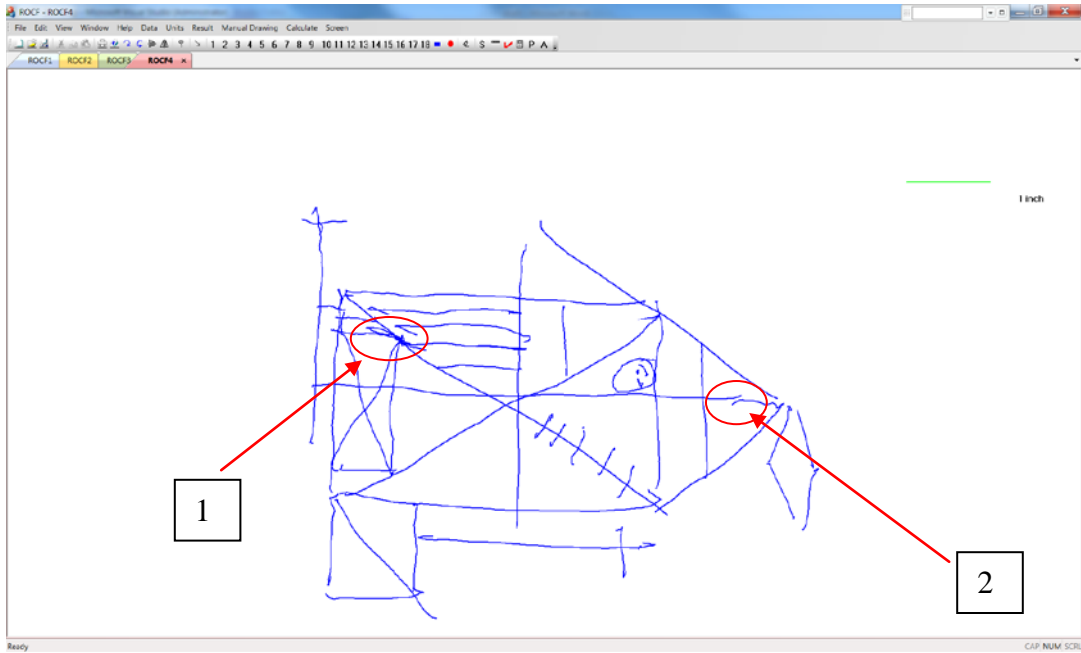 ROCF - ROCF4
File Edit View Window Help Data Units Result Manual Drawing Calculate Screen
1 2 3 4 5 6 7 8 9 10 11 12 13 14 15 16 17 18 S P A
ROCF1 ROCF2 ROCF3 ROCF4
1 inch
1
2
Ready
CAP NUM SCRL